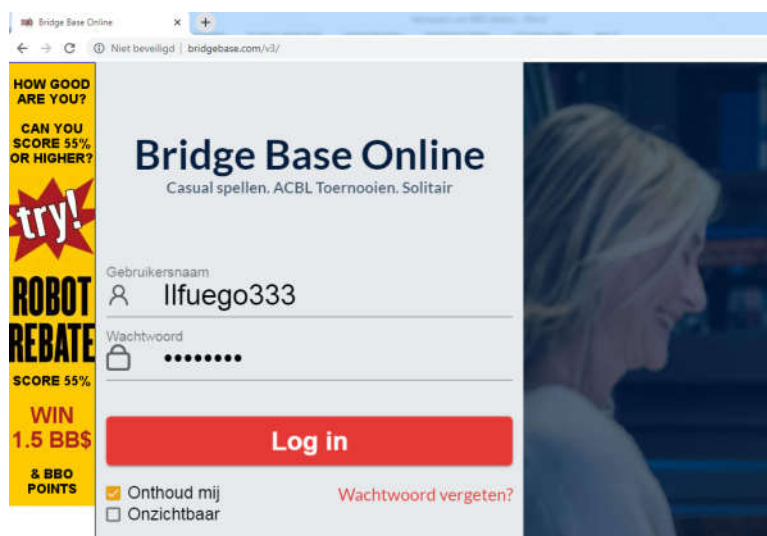 Bridge Base Online
Niet beveiligd | bridgebase.com/v3/
HOW GOOD
ARE YOU?
CAN YOU
SCORE 55%
OR HIGHER?
try!
ROBOT
REBATE
SCORE 55%
WIN
1.5 BB$
& BBO
POINTS
Bridge Base Online
Casual spellen. ACBL Toernooien. Solitair
Gebruikersnaam
llfuego333
Wachtwoord
••••••••
Log in
Onthoud mij
Wachtwoord vergeten?
Onzichtbaar